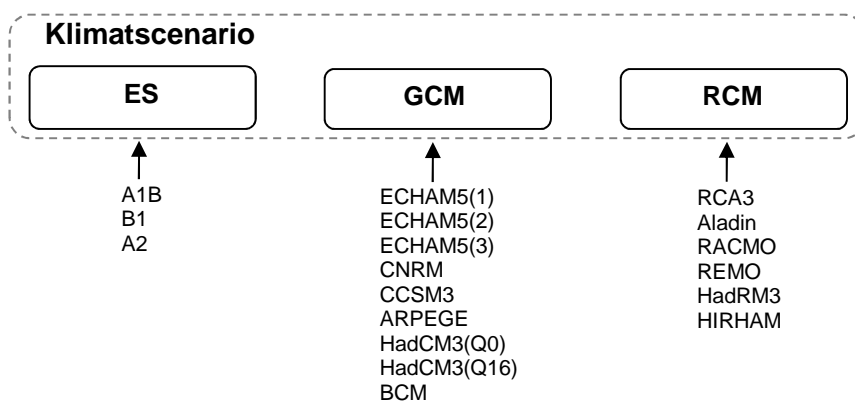 Klimatscenario
ES
GCM
RCM
A1B
B1
A2
ECHAM5(1)
ECHAM5(2)
ECHAM5(3)
CNRM
CCSM3
ARPEGE
HadCM3(Q0)
HadCM3(Q16)
BCM
RCA3
Aladin
RACMO
REMO
HadRM3
HIRHAM